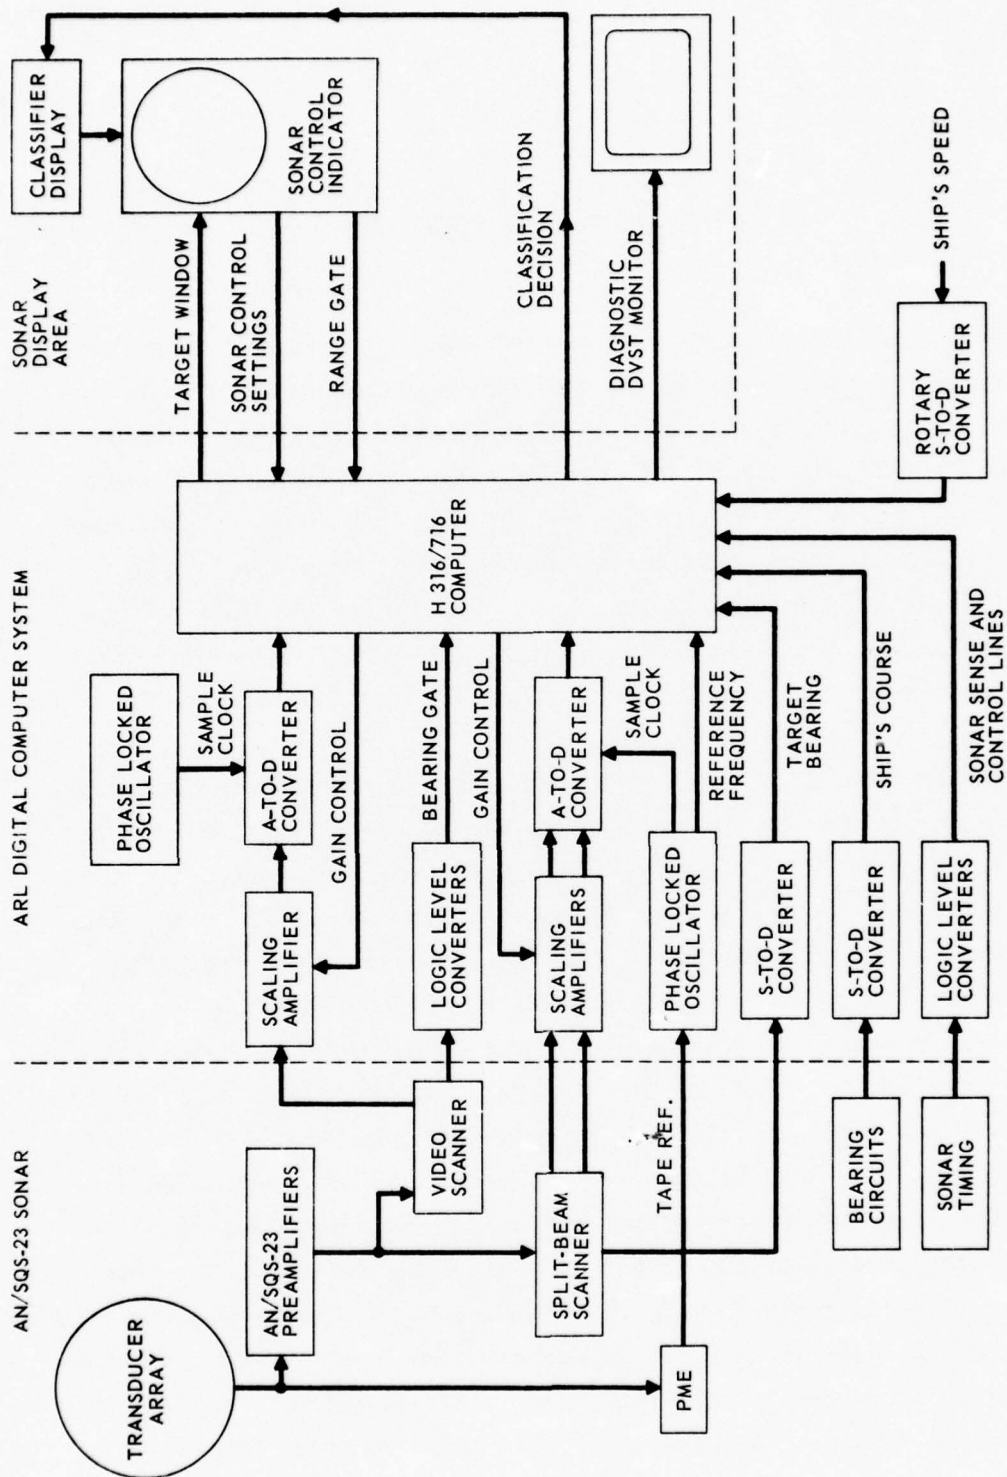 AN/SQS-23 SONAR
ARL DIGITAL COMPUTER SYSTEM
SONAR
DISPLAY
AREA
TRANSDUCER
ARRAY
AN/SQS-23
PREAMPLIFIERS
VIDEO
SCANNER
SPLIT-BEAM
SCANNER
PME
TAPE REF.
BEARING
CIRCUITS
SONAR
TIMING
PHASE LOCKED
OSCILLATOR
SAMPLE
CLOCK
SCALING
AMPLIFIER
A-TO-D
CONVERTER
GAIN CONTROL
LOGIC LEVEL
CONVERTERS
BEARING GATE
GAIN CONTROL
SCALING
AMPLIFIERS
A-TO-D
CONVERTER
SAMPLE
CLOCK
PHASE LOCKED
OSCILLATOR
REFERENCE
FREQUENCY
S-TO-D
CONVERTER
TARGET
BEARING
S-TO-D
CONVERTER
SHIP'S COURSE
LOGIC LEVEL
CONVERTERS
SONAR SENSE AND
CONTROL LINES
H 316/716
COMPUTER
ROTARY
S-TO-D
CONVERTER
SHIP'S SPEED
TARGET WINDOW
SONAR CONTROL
SETTINGS
RANGE GATE
CLASSIFIER
DISPLAY
SONAR
CONTROL
INDICATOR
CLASSIFICATION
DECISION
DIAGNOSTIC
DVST MONITOR